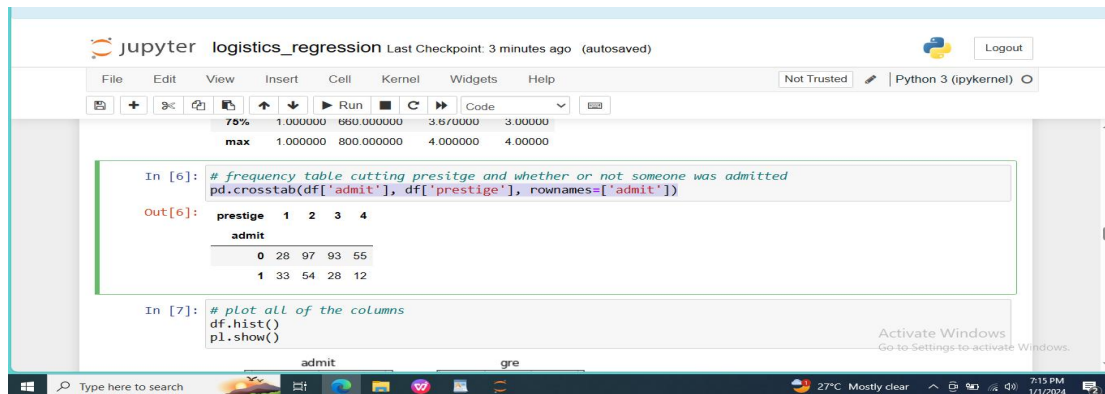 jupyter logistics_regression Last Checkpoint: 3 minutes ago (autosaved)
Logout
File Edit View Insert Cell Kernel Widgets Help
Not Trusted Python 3 (ipykernel)
Run Code
75% 1.000000 660.000000 3.670000 3.00000
max 1.000000 800.000000 4.000000 4.00000
In [6]: # frequency table cutting presitge and whether or not someone was admitted
pd.crosstab(df['admit'], df['prestige'], rownames=['admit'])
Out[6]: prestige 1 2 3 4
admit
0 28 97 93 55
1 33 54 28 12
In [7]: # plot all of the columns
df.hist()
pl.show()
admit gre
Activate Windows
Go to Settings to activate Windows.
Type here to search
27°C Mostly clear
7:15 PM
1/1/2024